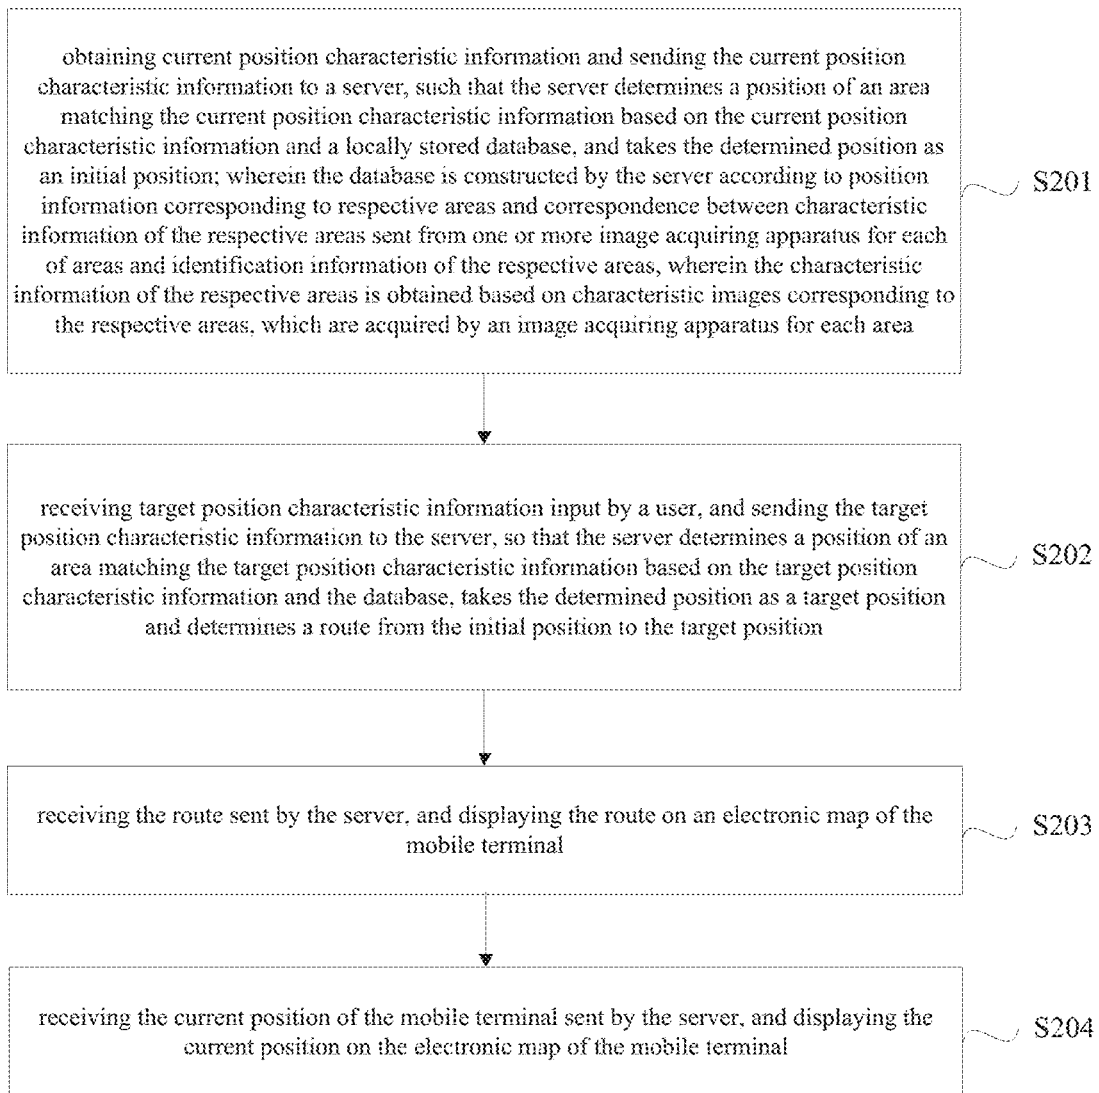 obtaining current position characteristic information and sending the current position
characteristic information to a server, such that the server determines a position of an area
matching the current position characteristic information based on the current position
characteristic information and a locally stored database, and takes the determined position as
an initial position; wherein the database is constructed by the server according to position
information corresponding to respective areas and correspondence between characteristic
information of the respective areas sent from one or more image acquiring apparatus for each
of areas and identification information of the respective areas, wherein the characteristic
information of the respective areas is obtained based on characteristic images corresponding to
the respective areas, which are acquired by an image acquiring apparatus for each area
S201
receiving target position characteristic information input by a user, and sending the target
position characteristic information to the server, so that the server determines a position of an
area matching the target position characteristic information based on the target position
characteristic information and the database, takes the determined position as a target position
and determines a route from the initial position to the target position
S202
receiving the route sent by the server, and displaying the route on an electronic map of the
mobile terminal
S203
receiving the current position of the mobile terminal sent by the server, and displaying the
current position on the electronic map of the mobile terminal
S204